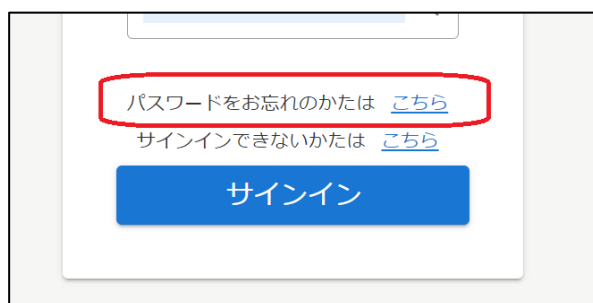 パスワードをお忘れのかたは こちら
サインインできないかたは こちら
サインイン